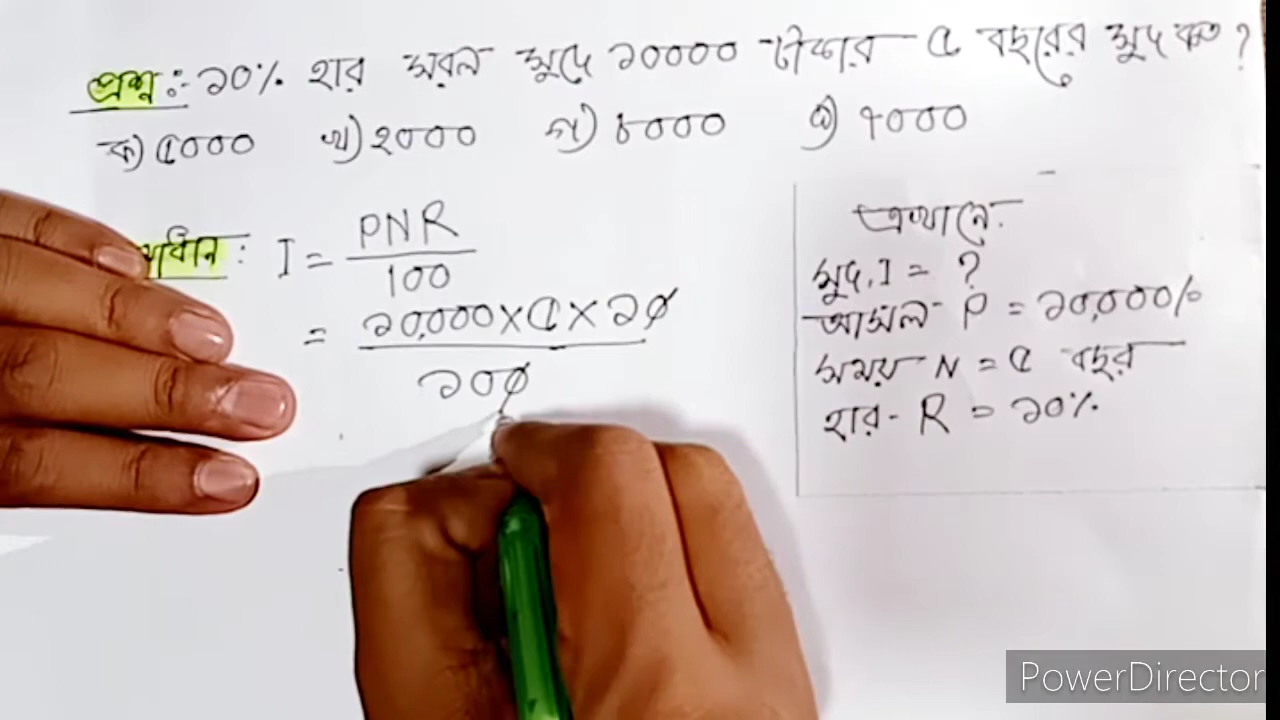 প্রশ্ন :- ১০% হার সরল সুদে ১০০০০ টাকার ৫ বছরের সুদ কত ?
ক) ৫০০০ খ) ২০০০ গ) ৮০০০ ঘ) ৭০০০
মাধান : I = PNR / 100
= ১০,০০০ × ৫ × ১০ / ১০০
এখানে:
সুদ, I = ?
আসল- P = ১০,০০০/-
সময় N = ৫ বছর
হার- R = ১০%
PowerDirector